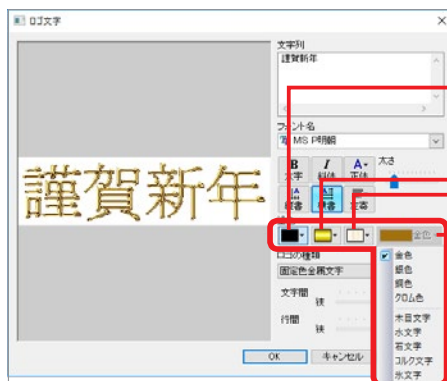 ロゴ文字
文字列
謹賀新年
フォント名
MS P明朝
B
文字
I
斜体
A
正体
太さ
横書
謹賀新年
金色
ロゴの種類
固定色金属文字
文字間
狭
行間
狭
OK
キャンセル
金色
銀色
銅色
クロム色
木目文字
水文字
岩文字
コルク文字
氷文字